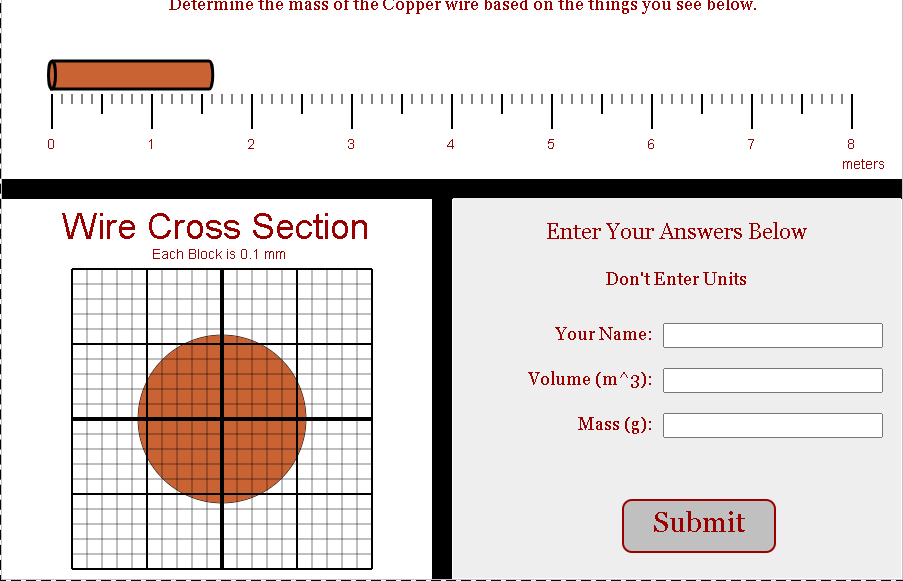 Determine the mass of the Copper wire based on the things you see below.
0 1 2 3 4 5 6 7 8
meters
Wire Cross Section
Each Block is 0.1 mm
Enter Your Answers Below
Don't Enter Units
Your Name:
Volume (m^3):
Mass (g):
Submit